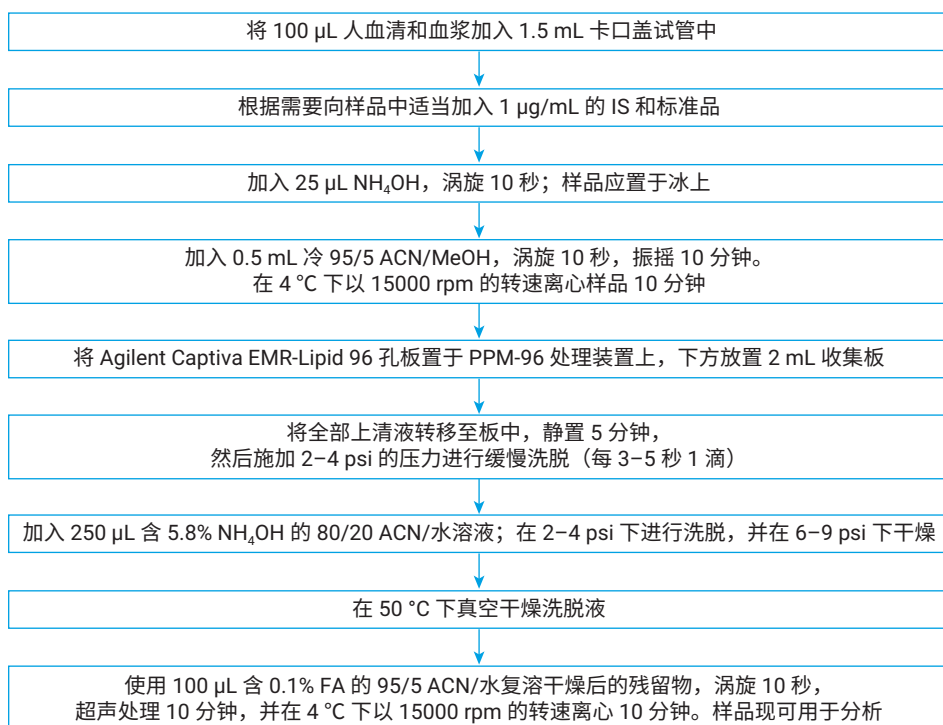 将 100 µL 人血清和血浆加入 1.5 mL 卡口盖试管中
根据需要向样品中适当加入 1 µg/mL 的 IS 和标准品
加入 25 µL NH₄OH，涡旋 10 秒；样品应置于冰上
加入 0.5 mL 冷 95/5 ACN/MeOH，涡旋 10 秒，振摇 10 分钟。
在 4 °C 下以 15000 rpm 的转速离心样品 10 分钟
将 Agilent Captiva EMR-Lipid 96 孔板置于 PPM-96 处理装置上，下方放置 2 mL 收集板
将全部上清液转移至板中，静置 5 分钟，
然后施加 2–4 psi 的压力进行缓慢洗脱（每 3–5 秒 1 滴）
加入 250 µL 含 5.8% NH₄OH 的 80/20 ACN/水溶液；在 2–4 psi 下进行洗脱，并在 6–9 psi 下干燥
在 50 °C 下真空干燥洗脱液
使用 100 µL 含 0.1% FA 的 95/5 ACN/水复溶干燥后的残留物，涡旋 10 秒，
超声处理 10 分钟，并在 4 °C 下以 15000 rpm 的转速离心 10 分钟。样品现可用于分析